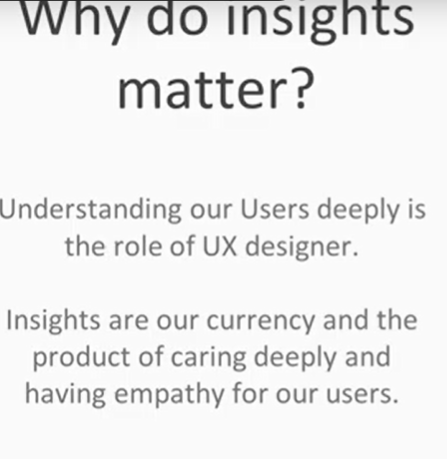 Why do insights
matter?
Understanding our Users deeply is
the role of UX designer.
Insights are our currency and the
product of caring deeply and
having empathy for our users.